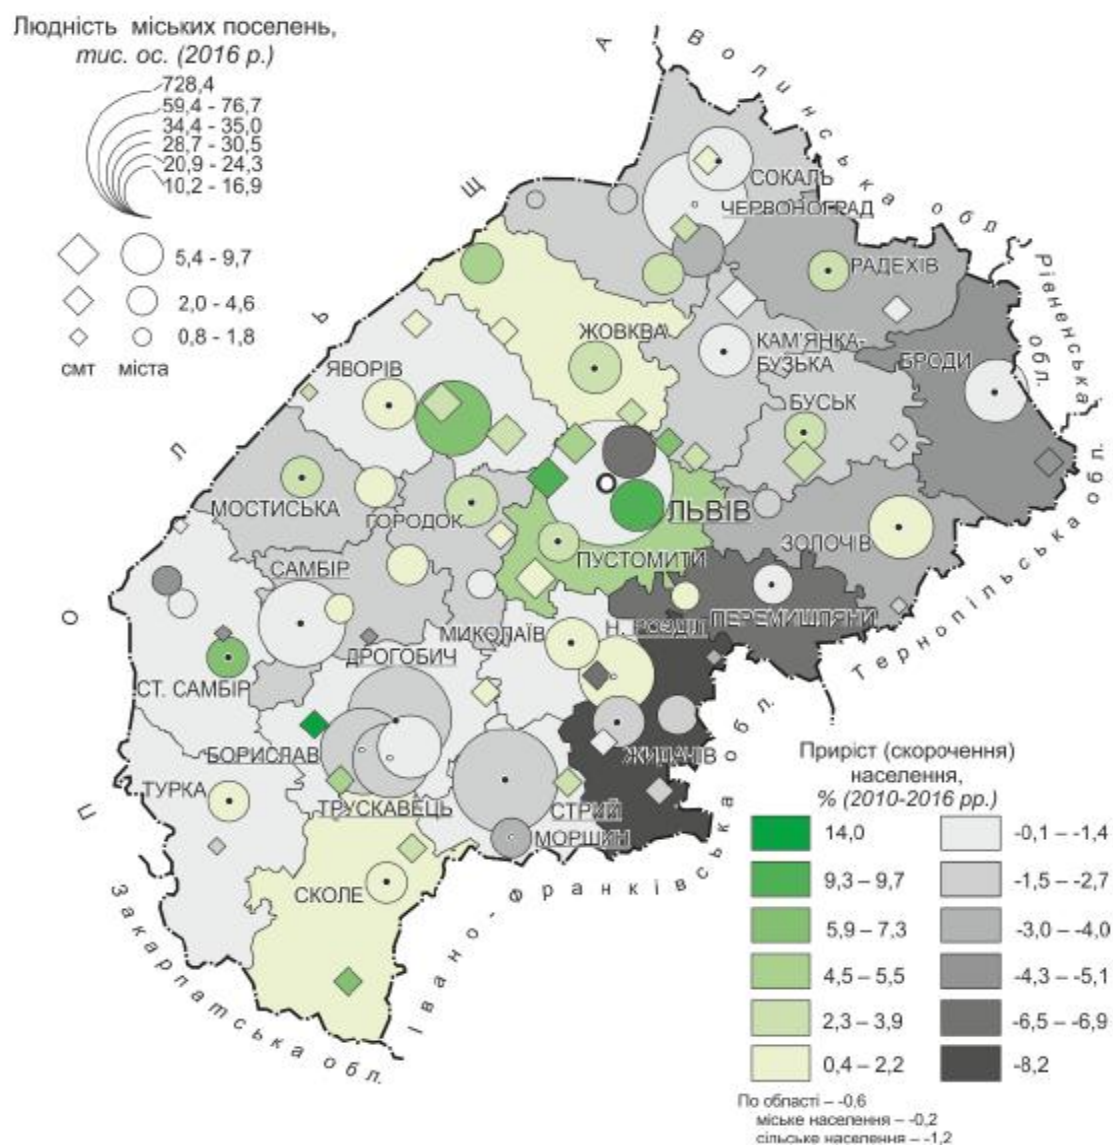 Людність міських поселень,
тис. ос. (2016 р.)
728,4
59,4 - 76,7
34,4 - 35,0
28,7 - 30,5
20,9 - 24,3
10,2 - 16,9
5,4 - 9,7
2,0 - 4,6
0,8 - 1,8
смт міста
ПОЛЬЩА
Волинська обл.
Рівненська обл.
Тернопільська обл.
Івано-Франківська обл.
Закарпатська обл.
СОКАЛЬ
ЧЕРВОНОГРАД
РАДЕХІВ
ЖОВКВА
КАМ'ЯНКА-
БУЗЬКА
БРОДИ
ЯВОРІВ
БУСЬК
МОСТИСЬКА
ГОРОДОК
ЛЬВІВ
ЗОЛОЧІВ
ПУСТОМИТИ
САМБІР
ПЕРЕМИШЛЯНИ
МИКОЛАЇВ
Н. РОЗДІЛ
ДРОГОБИЧ
СТ. САМБІР
БОРИСЛАВ
ЖИДАЧІВ
ТУРКА
ТРУСКАВЕЦЬ
СТРИЙ
МОРШИН
СКОЛЕ
Приріст (скорочення)
населення,
% (2010-2016 рр.)
14,0
9,3 – 9,7
5,9 – 7,3
4,5 – 5,5
2,3 – 3,9
0,4 – 2,2
-0,1 – -1,4
-1,5 – -2,7
-3,0 – -4,0
-4,3 – -5,1
-6,5 – -6,9
-8,2
По області – -0,6
міське населення – -0,2
сільське населення – -1,2